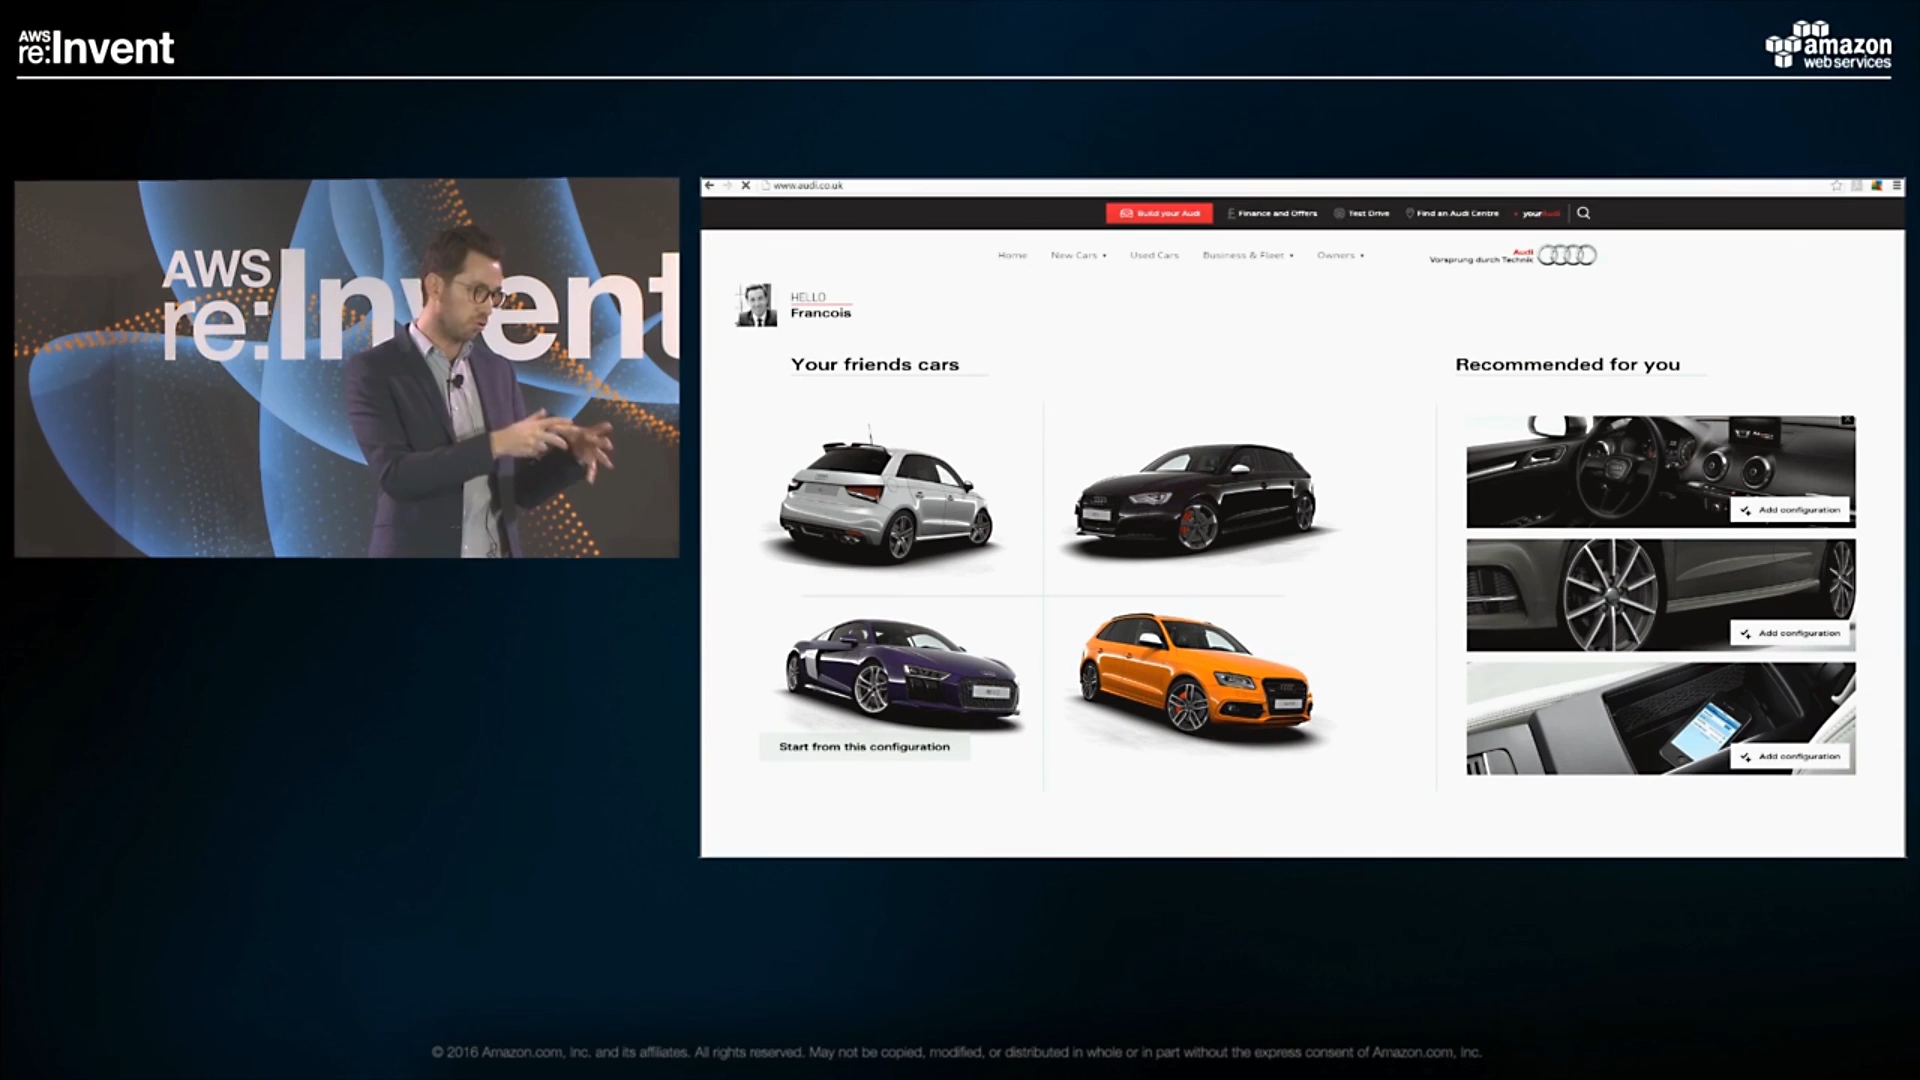 AWS
re:Invent
amazon
web services
AWS
re:Invent
www.audi.co.uk
Build your Audi
Finance and Offers
Test Drive
Find an Audi Centre
yourAudi
Home
New Cars
Used Cars
Business & Fleet
Owners
Audi
Vorsprung durch Technik
HELLO
Francois
Your friends cars
Recommended for you
Add configuration
Add configuration
Start from this configuration
Add configuration
© 2016 Amazon.com, Inc. and its affiliates. All rights reserved. May not be copied, modified, or distributed in whole or in part without the express consent of Amazon.com, Inc.